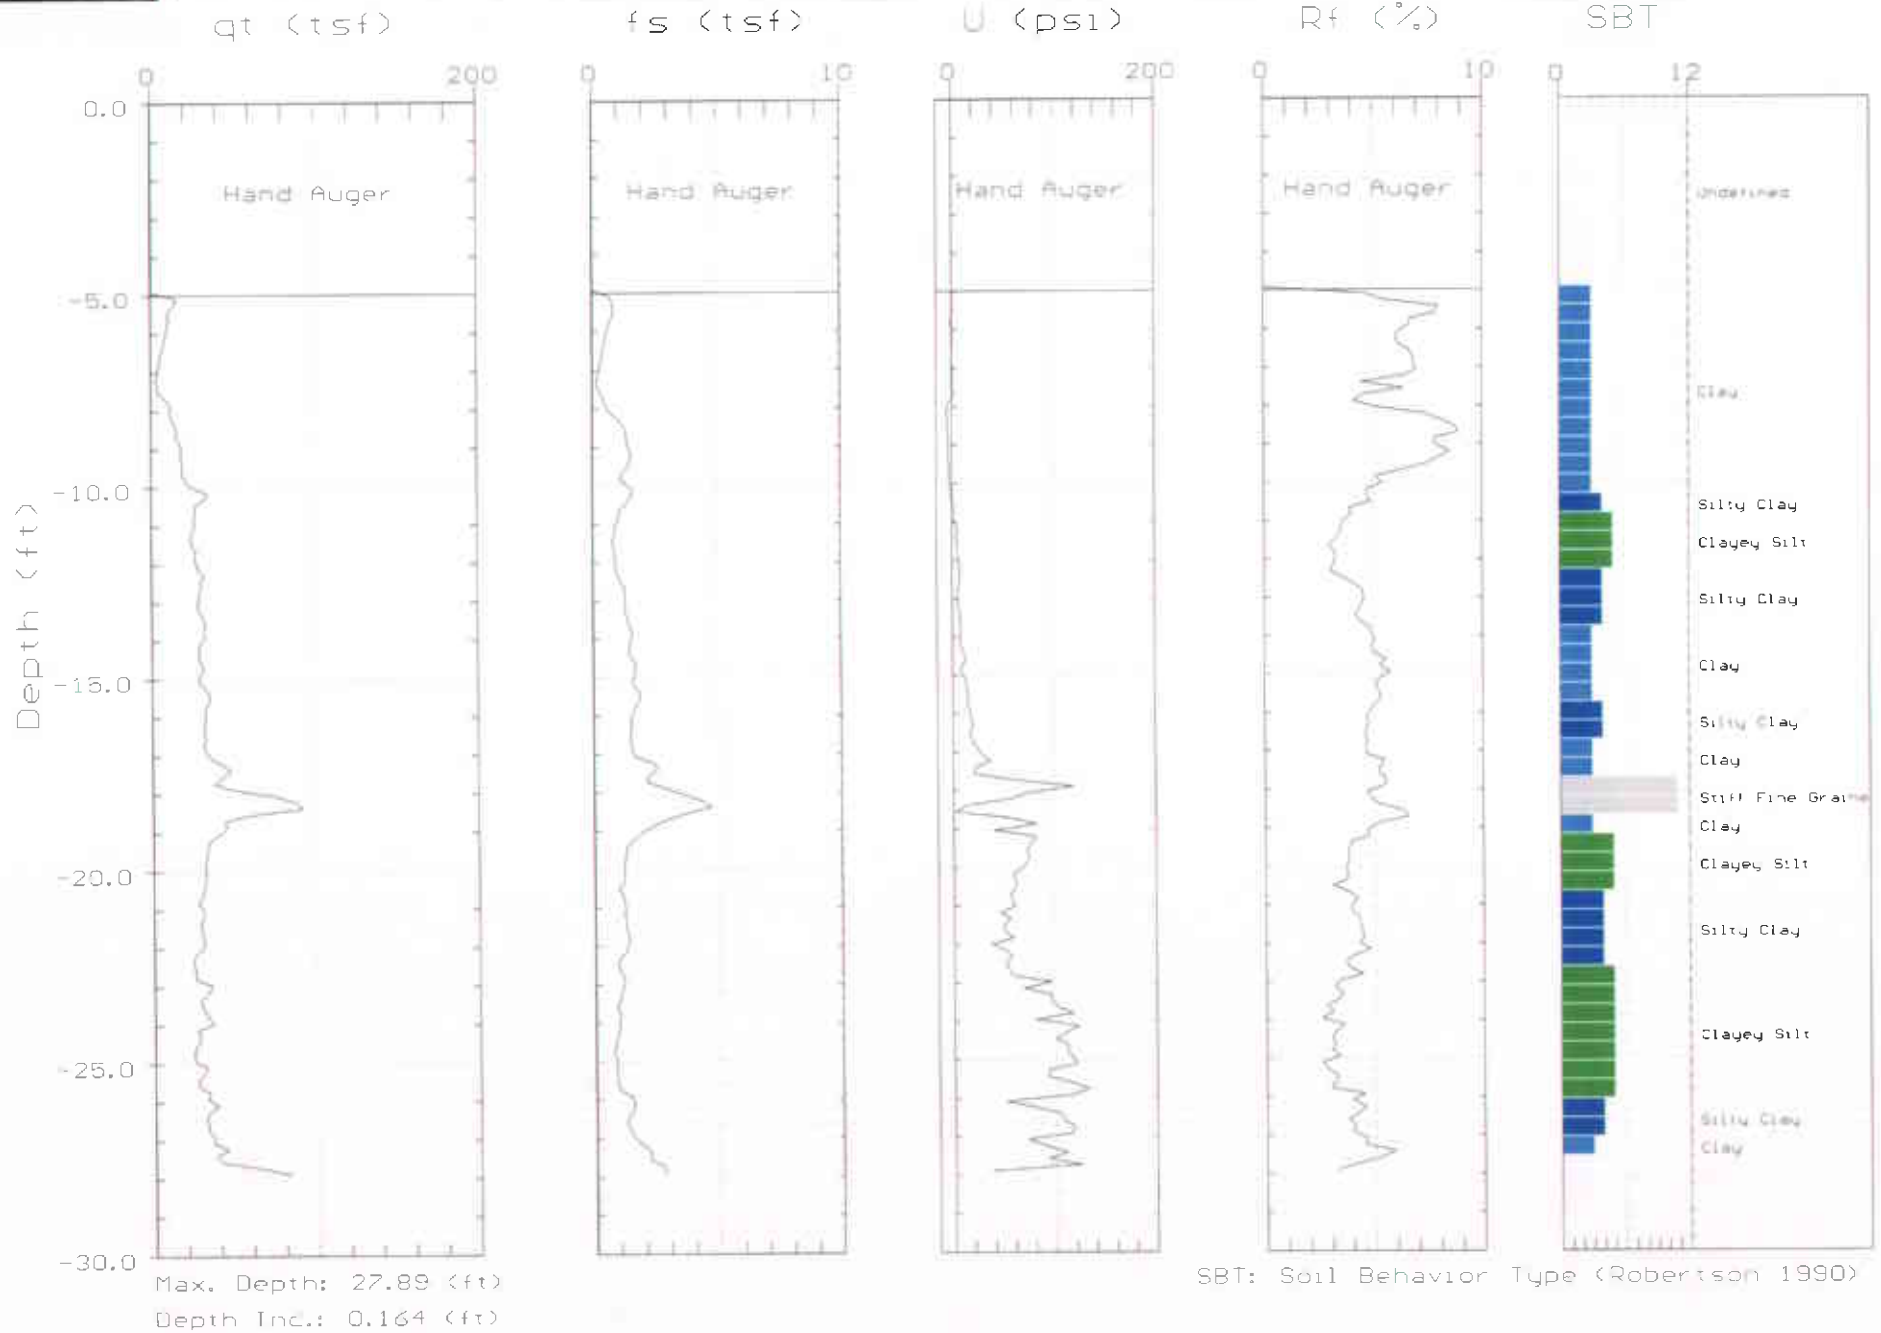 qt (tsf)
fs (tsf)
U (psi)
Rf (%)
SBT
0 200
0 10
0 200
0 10
0 12
0.0
Hand Auger
Hand Auger
Hand Auger
Hand Auger
Undefined
-5.0
Clay
-10.0
Silty Clay
Clayey Silt
Silty Clay
Depth (ft)
Clay
-15.0
Silty Clay
Clay
Stiff Fine Graine
Clay
Clayey Silt
-20.0
Silty Clay
Clayey Silt
-25.0
Silty Clay
Clay
-30.0
Max. Depth: 27.89 (ft)
Depth Inc.: 0.164 (ft)
SBT: Soil Behavior Type (Robertson 1990)